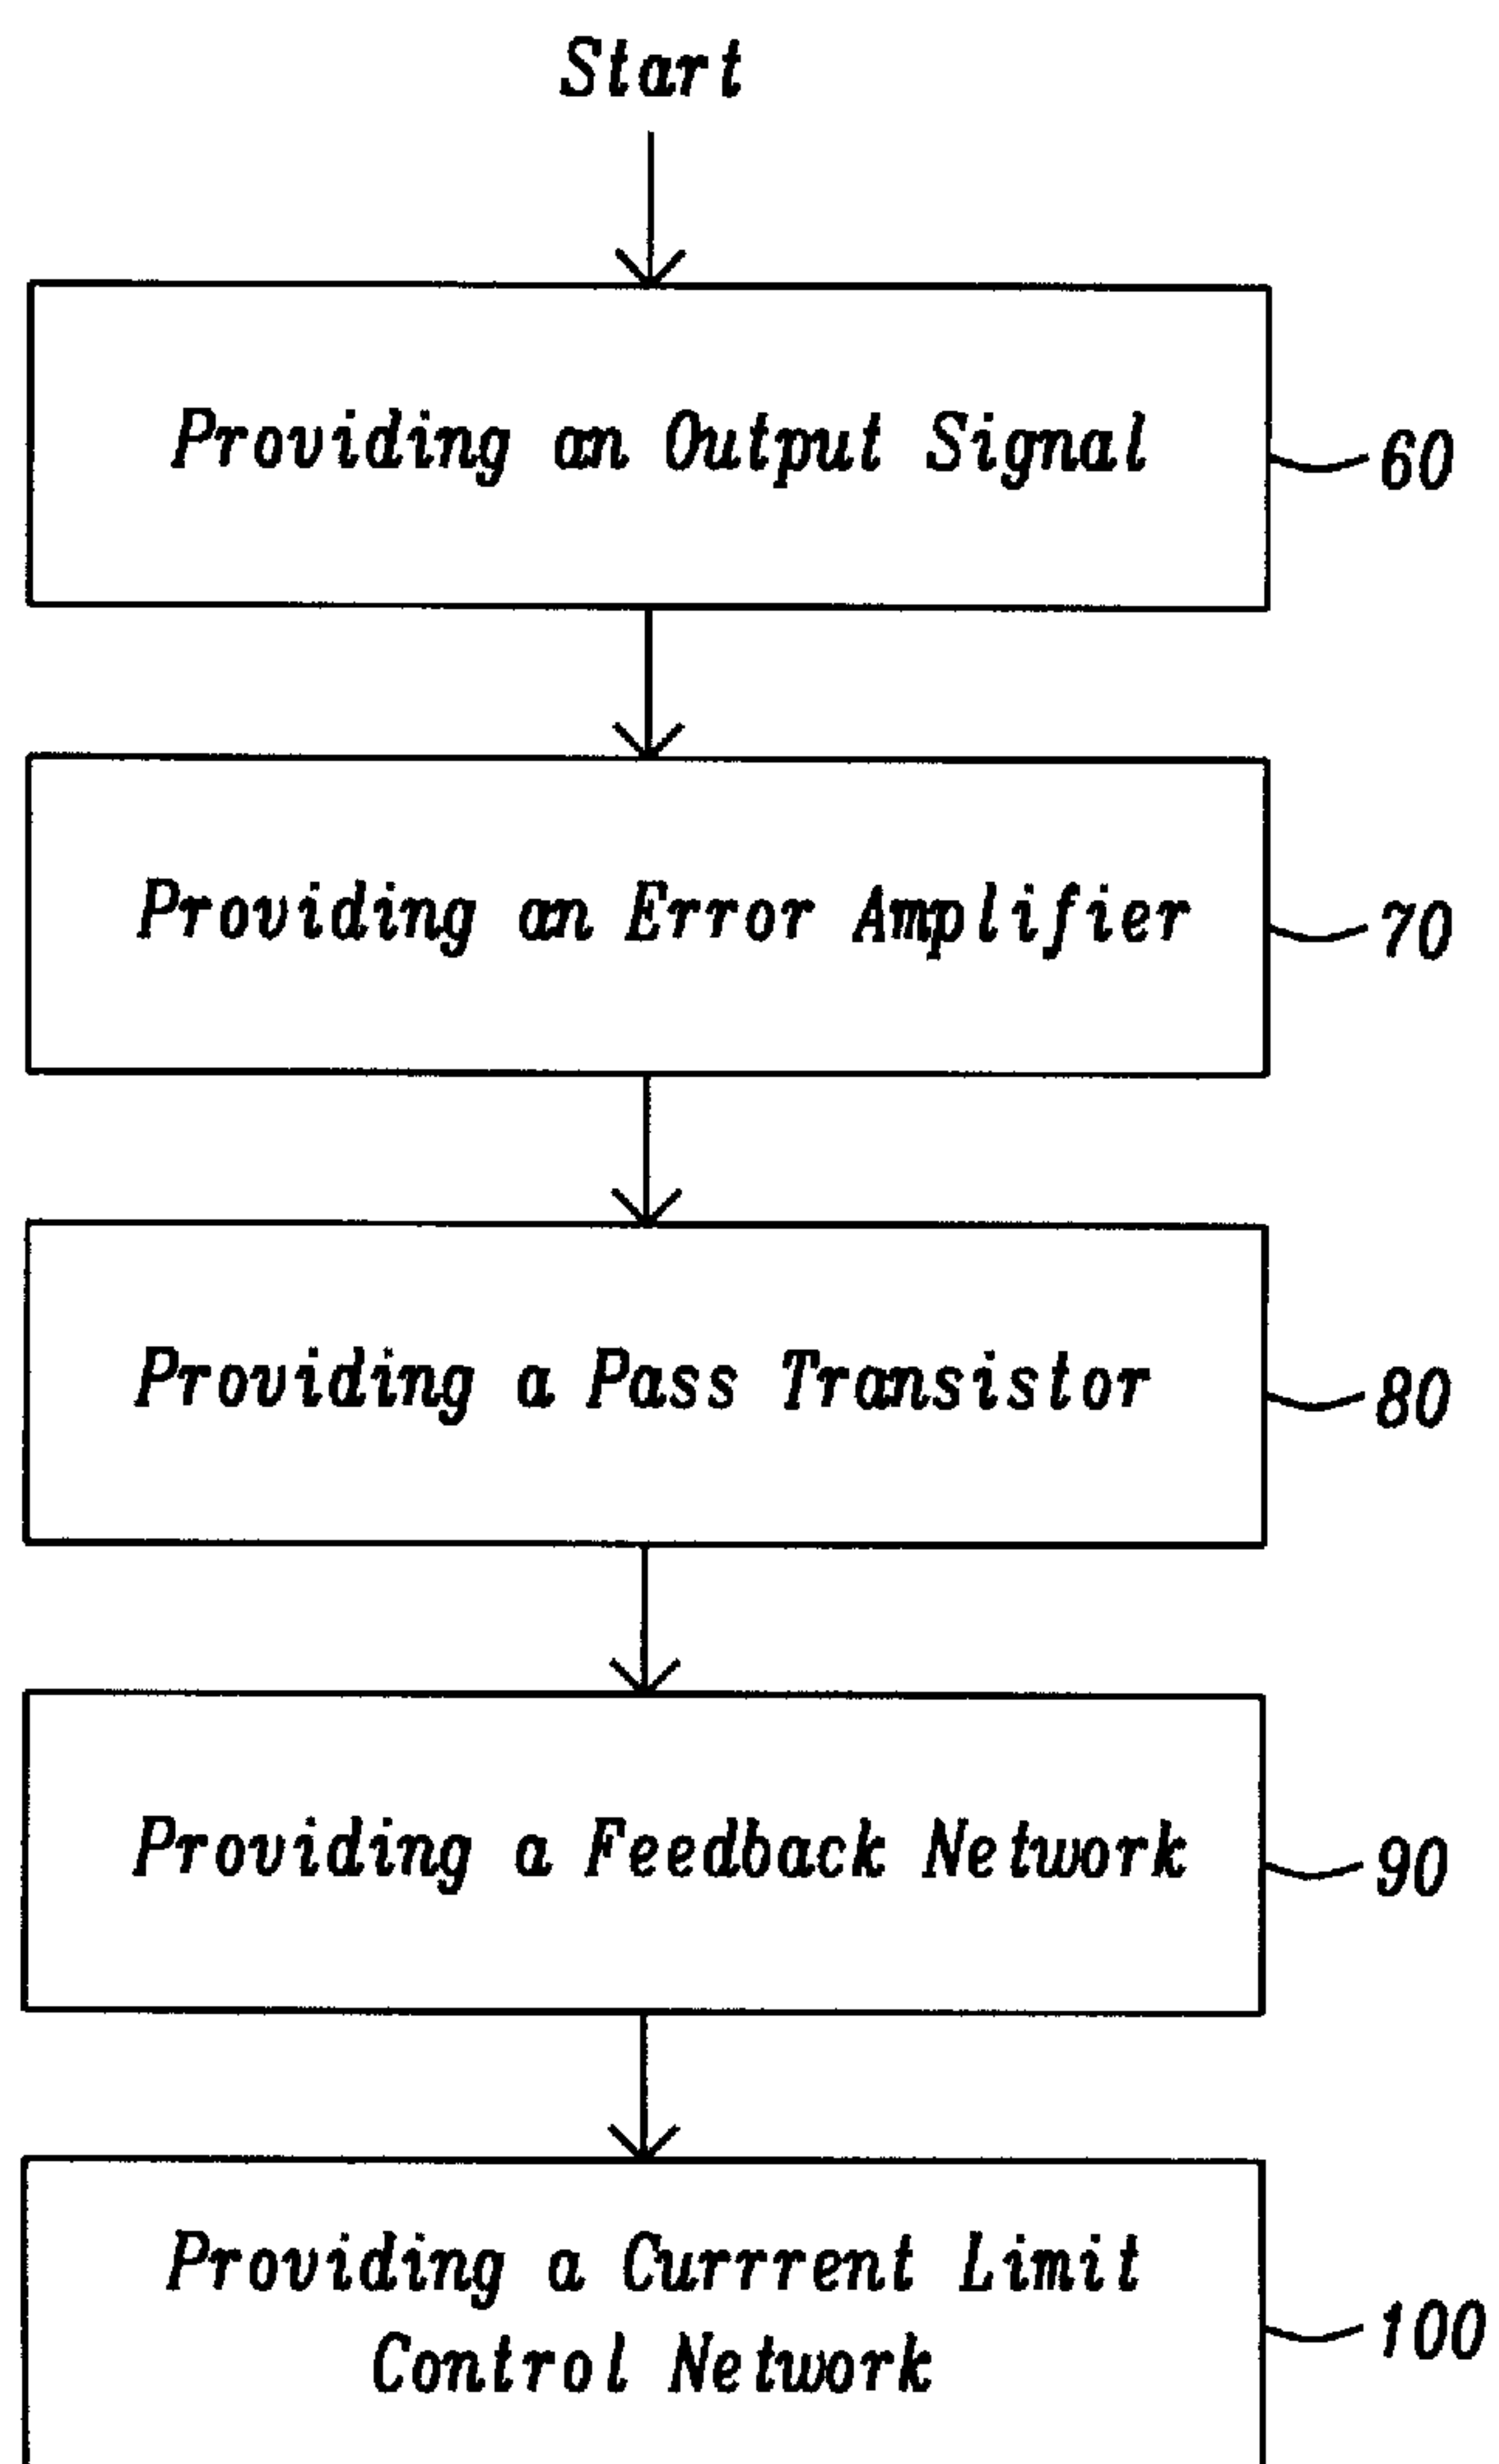 Start
Providing an Output Signal
60
Providing an Error Amplifier
70
Providing a Pass Transistor
80
Providing a Feedback Network
90
Providing a Currrent Limit
Control Network
100